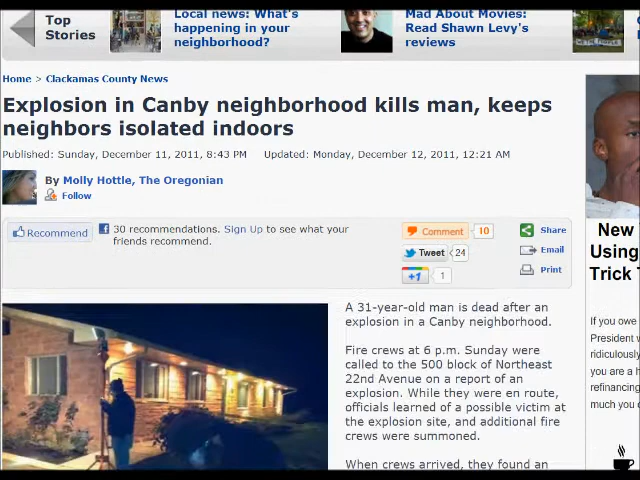 Top
Stories
Local news: What's
happening in your
neighborhood?
Mad About Movies:
Read Shawn Levy's
reviews
Home > Clackamas County News
Explosion in Canby neighborhood kills man, keeps
neighbors isolated indoors
Published: Sunday, December 11, 2011, 8:43 PM Updated: Monday, December 12, 2011, 12:21 AM
By Molly Hottle, The Oregonian
Follow
Recommend
30 recommendations. Sign Up to see what your
friends recommend.
Comment 10
Tweet 24
+1 1
Share
Email
Print
A 31-year-old man is dead after an
explosion in a Canby neighborhood.
Fire crews at 6 p.m. Sunday were
called to the 500 block of Northeast
22nd Avenue on a report of an
explosion. While they were en route,
officials learned of a possible victim at
the explosion site, and additional fire
crews were summoned.
When crews arrived, they found an
New
Using
Trick
If you owe
President
ridiculously
you are a
refinancing
much you